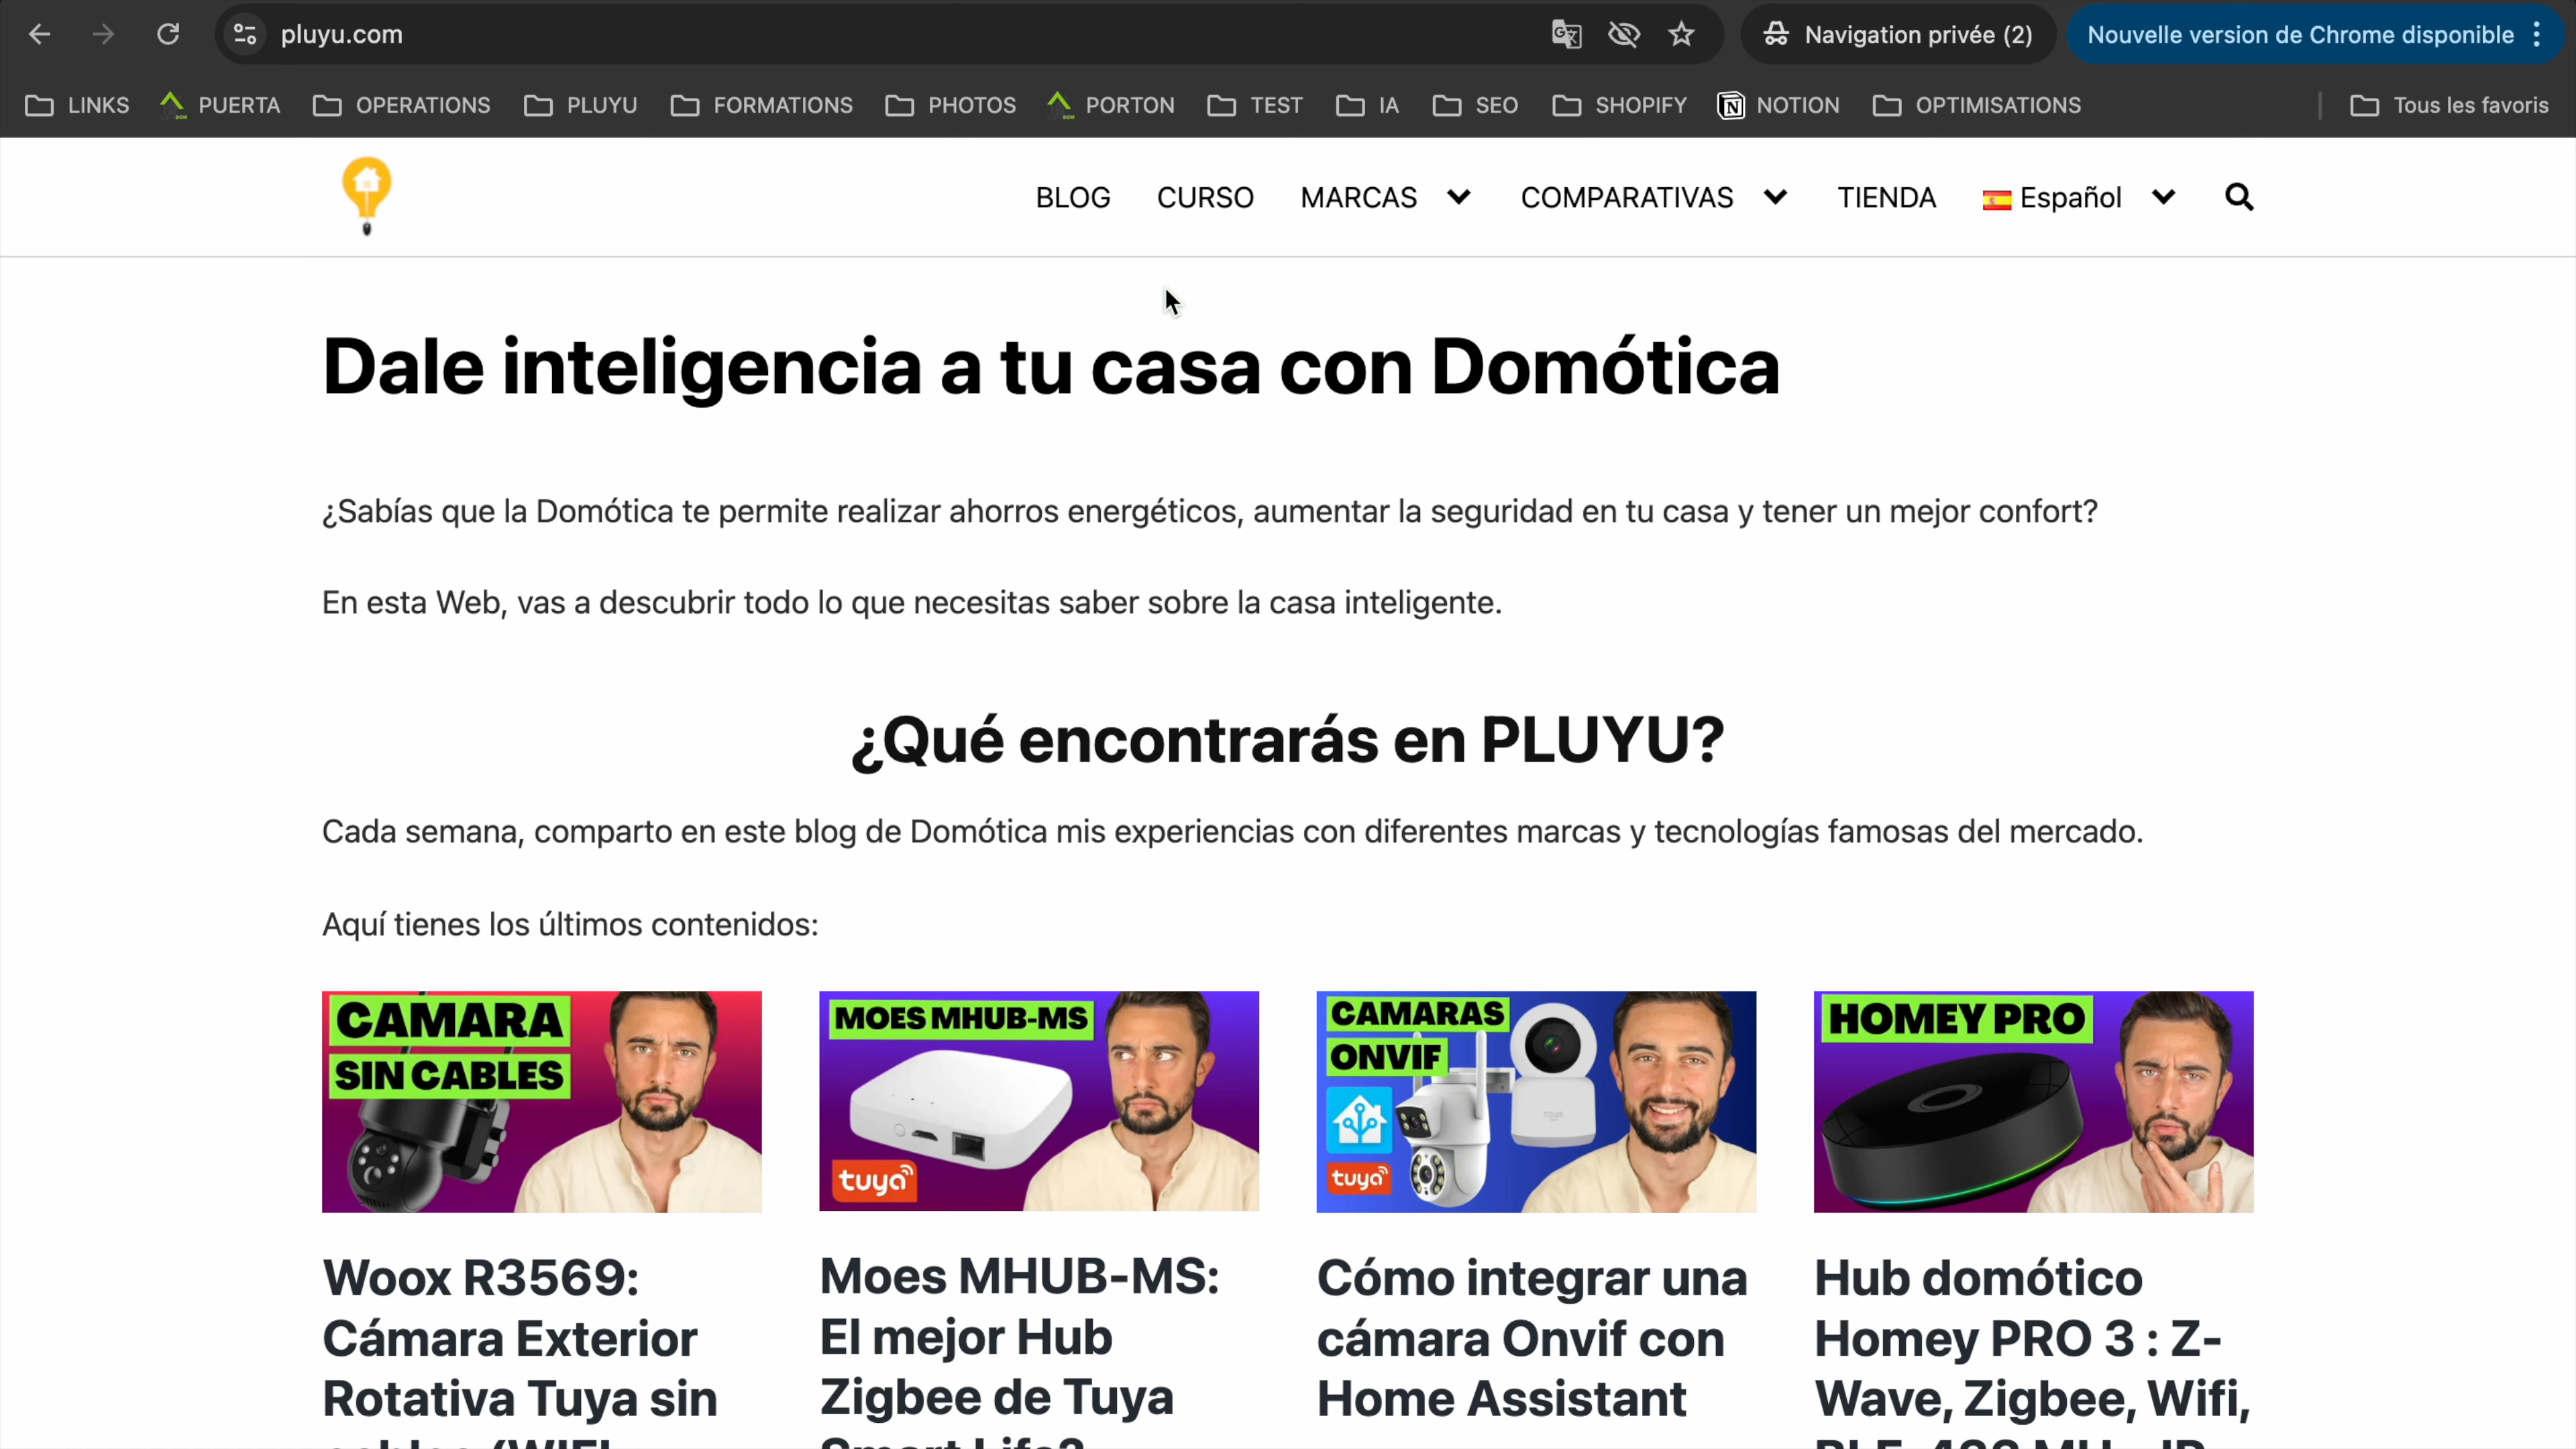 pluyu.com
Navigation privée (2)
Nouvelle version de Chrome disponible
LINKS
PUERTA
OPERATIONS
PLUYU
FORMATIONS
PHOTOS
PORTON
TEST
IA
SEO
SHOPIFY
NOTION
OPTIMISATIONS
Tous les favoris
BLOG
CURSO
MARCAS
COMPARATIVAS
TIENDA
Español
Dale inteligencia a tu casa con Domótica
¿Sabías que la Domótica te permite realizar ahorros energéticos, aumentar la seguridad en tu casa y tener un mejor confort?
En esta Web, vas a descubrir todo lo que necesitas saber sobre la casa inteligente.
¿Qué encontrarás en PLUYU?
Cada semana, comparto en este blog de Domótica mis experiencias con diferentes marcas y tecnologías famosas del mercado.
Aquí tienes los últimos contenidos:
CAMARA
SIN CABLES
Woox R3569:
Cámara Exterior
Rotativa Tuya sin
MOES MHUB-MS
tuya
Moes MHUB-MS:
El mejor Hub
Zigbee de Tuya
Smart Life?
CAMARAS
ONVIF
tuya
Cómo integrar una
cámara Onvif con
Home Assistant
HOMEY PRO
Hub domótico
Homey PRO 3 : Z-
Wave, Zigbee, Wifi,